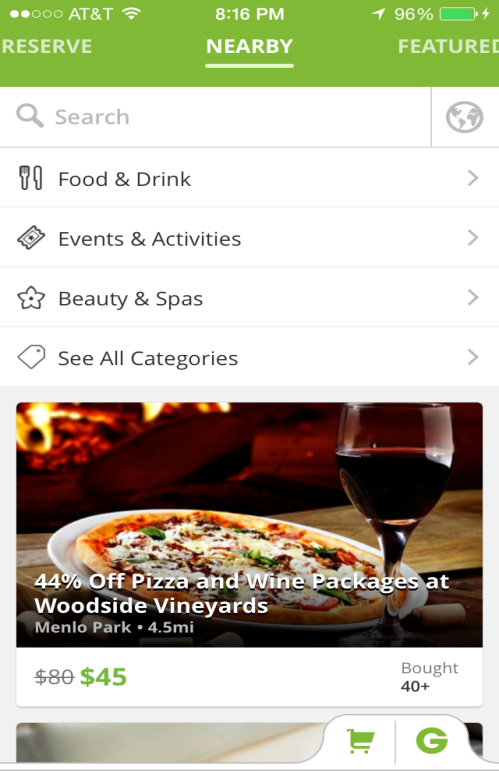 AT&T 8:16 PM 96%
RESERVE NEARBY FEATURED
Search
Food & Drink
Events & Activities
Beauty & Spas
See All Categories
44% Off Pizza and Wine Packages at
Woodside Vineyards
Menlo Park • 4.5mi
$80 $45
Bought
40+
G